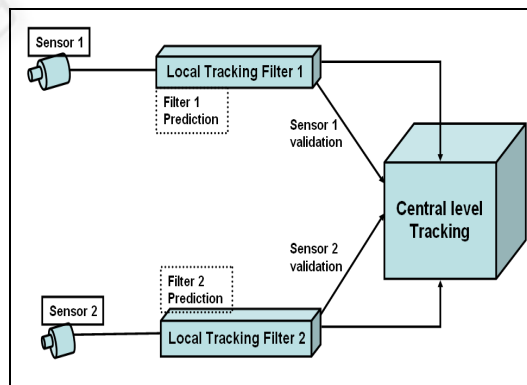 Sensor 1
Local Tracking Filter 1
Filter 1
Prediction
Sensor 1
validation
Central level
Tracking
Sensor 2
validation
Filter 2
Prediction
Sensor 2
Local Tracking Filter 2